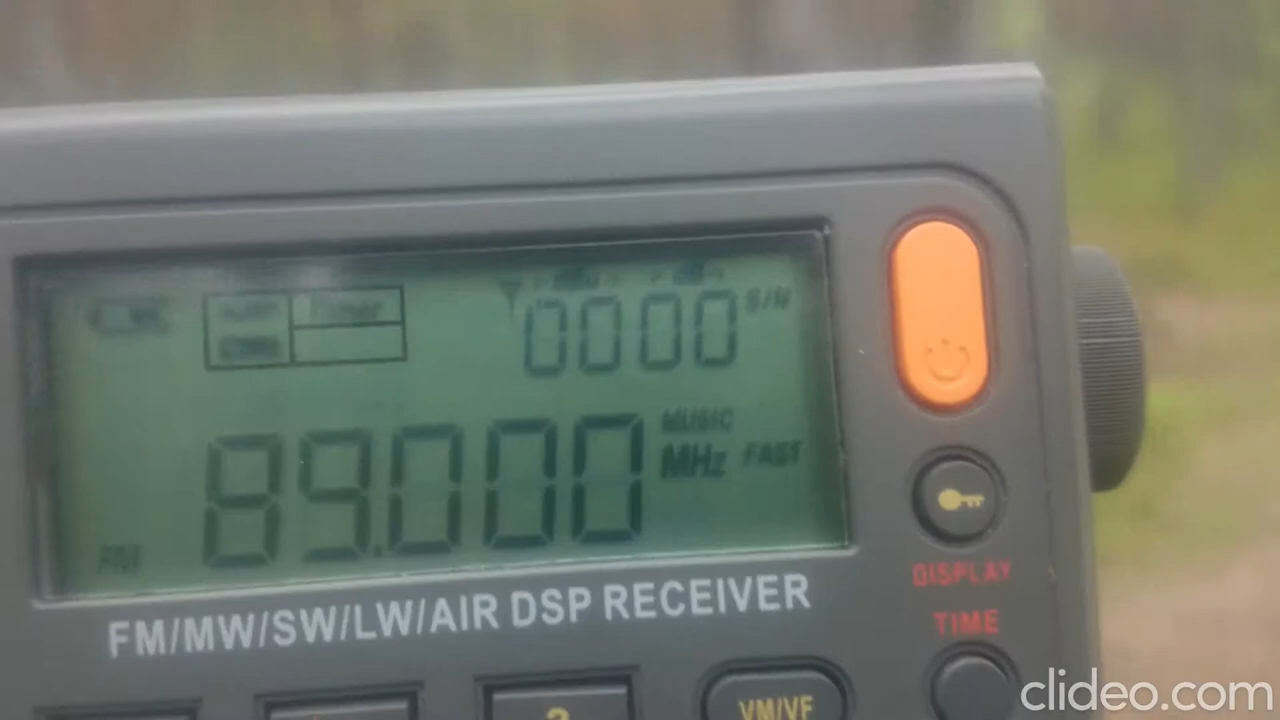 0000 S/N
MUSIC
89.000 MHz FAST
FM
FM/MW/SW/LW/AIR DSP RECEIVER
DISPLAY
TIME
VM/VF
clideo.com